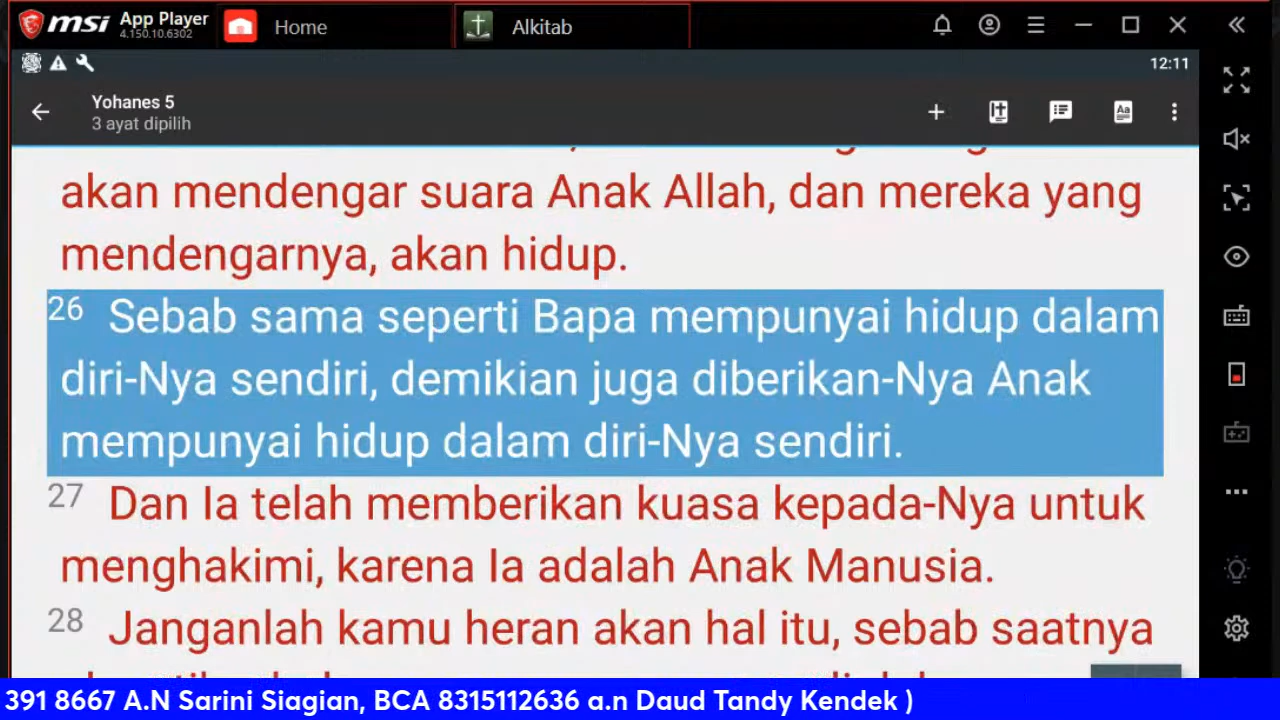 msi App Player
4.150.10.6302
Home
Alkitab
12:11
Yohanes 5
3 ayat dipilih
akan mendengar suara Anak Allah, dan mereka yang
mendengarnya, akan hidup.
26 Sebab sama seperti Bapa mempunyai hidup dalam
diri-Nya sendiri, demikian juga diberikan-Nya Anak
mempunyai hidup dalam diri-Nya sendiri.
27 Dan Ia telah memberikan kuasa kepada-Nya untuk
menghakimi, karena Ia adalah Anak Manusia.
28 Janganlah kamu heran akan hal itu, sebab saatnya
391 8667 A.N Sarini Siagian, BCA 8315112636 a.n Daud Tandy Kendek )